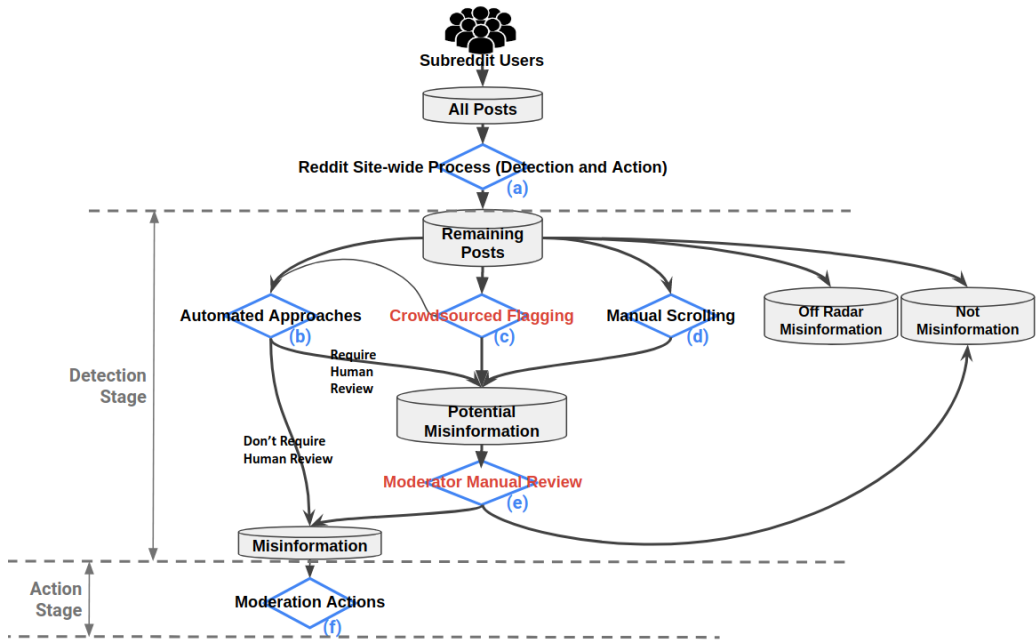 Subreddit Users
All Posts
Reddit Site-wide Process (Detection and Action)
(a)
Remaining
Posts
Automated Approaches
(b)
Crowdsourced Flagging
(c)
Manual Scrolling
(d)
Off Radar
Misinformation
Not
Misinformation
Require
Human
Review
Detection
Stage
Potential
Misinformation
Don't Require
Human Review
Moderator Manual Review
(e)
Misinformation
Action
Stage
Moderation Actions
(f)